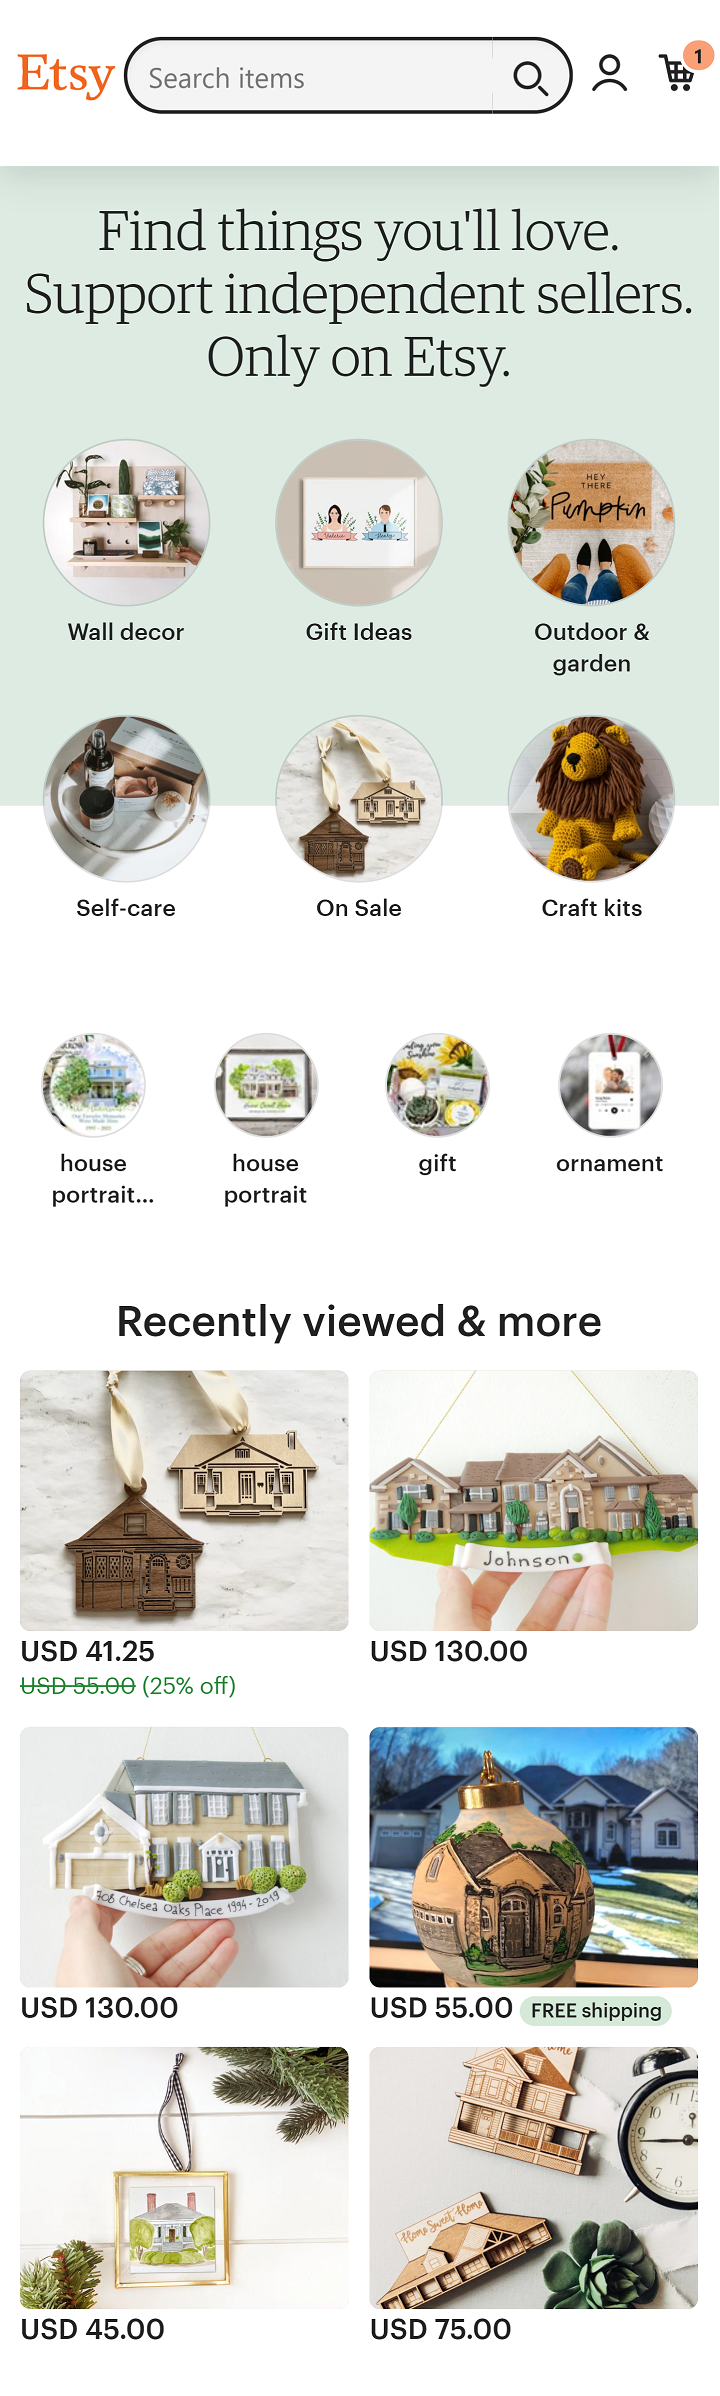 Etsy
Search items
1
Find things you'll love.
Support independent sellers.
Only on Etsy.
HEY
THERE
Pumpkin
Wall decor
Gift Ideas
Outdoor &
garden
Self-care
On Sale
Craft kits
house
portrait...
house
portrait
gift
ornament
Recently viewed & more
Johnson
USD 41.25
USD 130.00
USD 55.00 (25% off)
708 Chelsea Oaks Place 1994-2019
USD 130.00
USD 55.00
FREE shipping
Home Sweet Home
USD 45.00
USD 75.00